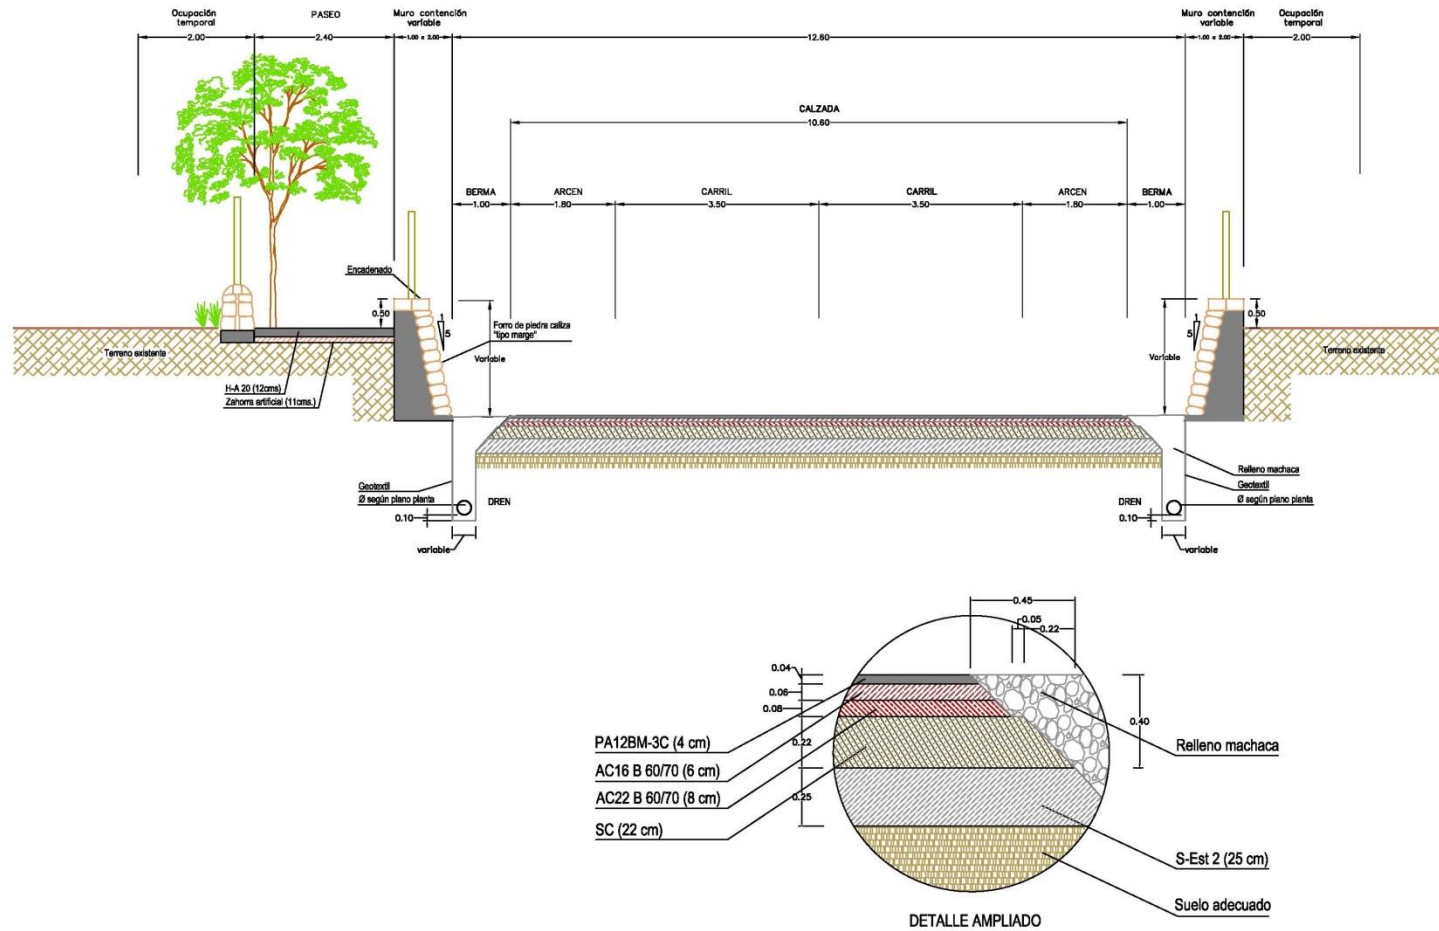 Ocupación
temporal
2.00
PASEO
2.40
Muro contención
variable
1.00 a 2.00
12.60
Muro contención
variable
1.00 a 2.00
Ocupación
temporal
2.00
CALZADA
10.60
BERMA
1.00
ARCEN
1.80
CARRIL
3.50
CARRIL
3.50
ARCEN
1.80
BERMA
1.00
Encadenado
0.50
1
5
Forro de piedra caliza
"tipo marge"
Variable
Variable
1
5
0.50
Terreno existente
Terreno existente
H-A 20 (12cms)
Zahorra artificial (11cms.)
Geotextil
Ø según plano planta
DREN
0.10
variable
Relleno machaca
Geotextil
Ø según plano planta
DREN
0.10
variable
0.45
0.05
0.22
0.04
0.06
0.08
0.22
0.25
0.40
PA12BM-3C (4 cm)
AC16 B 60/70 (6 cm)
AC22 B 60/70 (8 cm)
SC (22 cm)
Relleno machaca
S-Est 2 (25 cm)
Suelo adecuado
DETALLE AMPLIADO